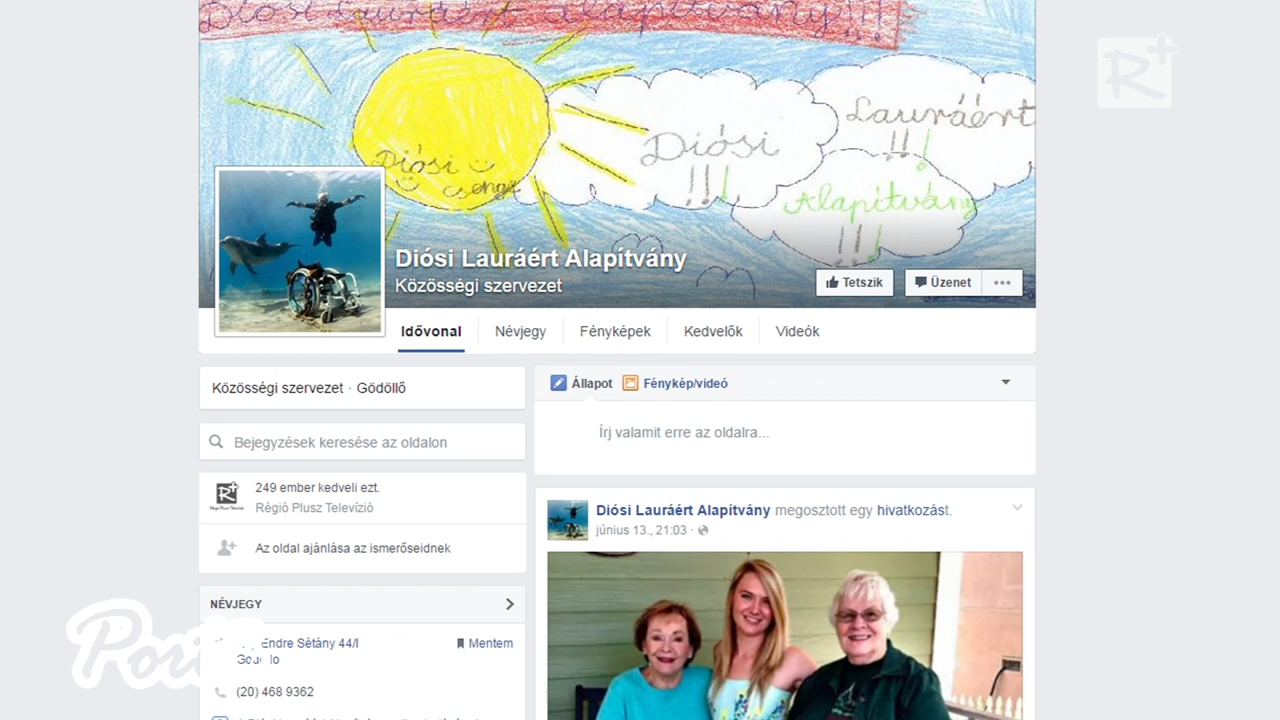 Diósi Lauráért Alapítvány!!!
R+
Lauráért
!!!
Diósi
!!!
Diósi
Alapítvány
!!!
Diósi Lauráért Alapítvány
Közösségi szervezet
Tetszik
Üzenet
Idővonal
Névjegy
Fényképek
Kedvelők
Videók
Közösségi szervezet · Gödöllő
Állapot
Fénykép/videó
Írj valamit erre az oldalra...
Bejegyzések keresése az oldalon
249 ember kedveli ezt.
Régió Plusz Televízió
Az oldal ajánlása az ismerőseidnek
Diósi Lauráért Alapítvány megosztott egy hivatkozást.
június 13., 21:03 ·
NÉVJEGY
Endre Sétány 44/I
Mentem
(20) 468 9362